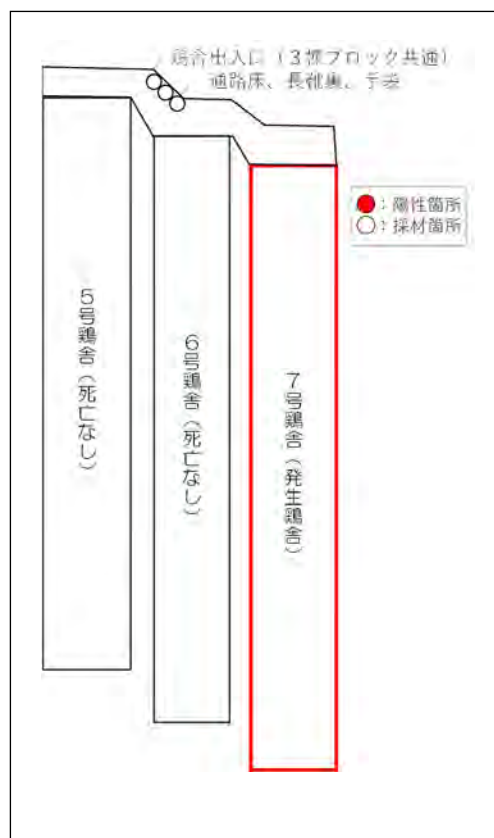 鶏舎出入口（3棟ブロック共通）
通路床、長靴裏、手袋
●：陽性箇所
○：採材箇所
5号鶏舎（死亡なし）
6号鶏舎（死亡なし）
7号鶏舎（発生鶏舎）